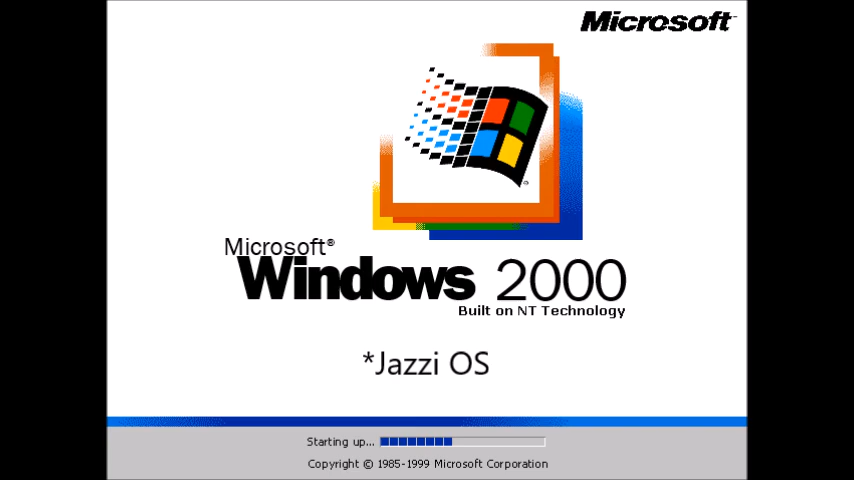 Microsoft
Microsoft®
Windows 2000
Built on NT Technology
*Jazzi OS
Starting up...
Copyright © 1985-1999 Microsoft Corporation